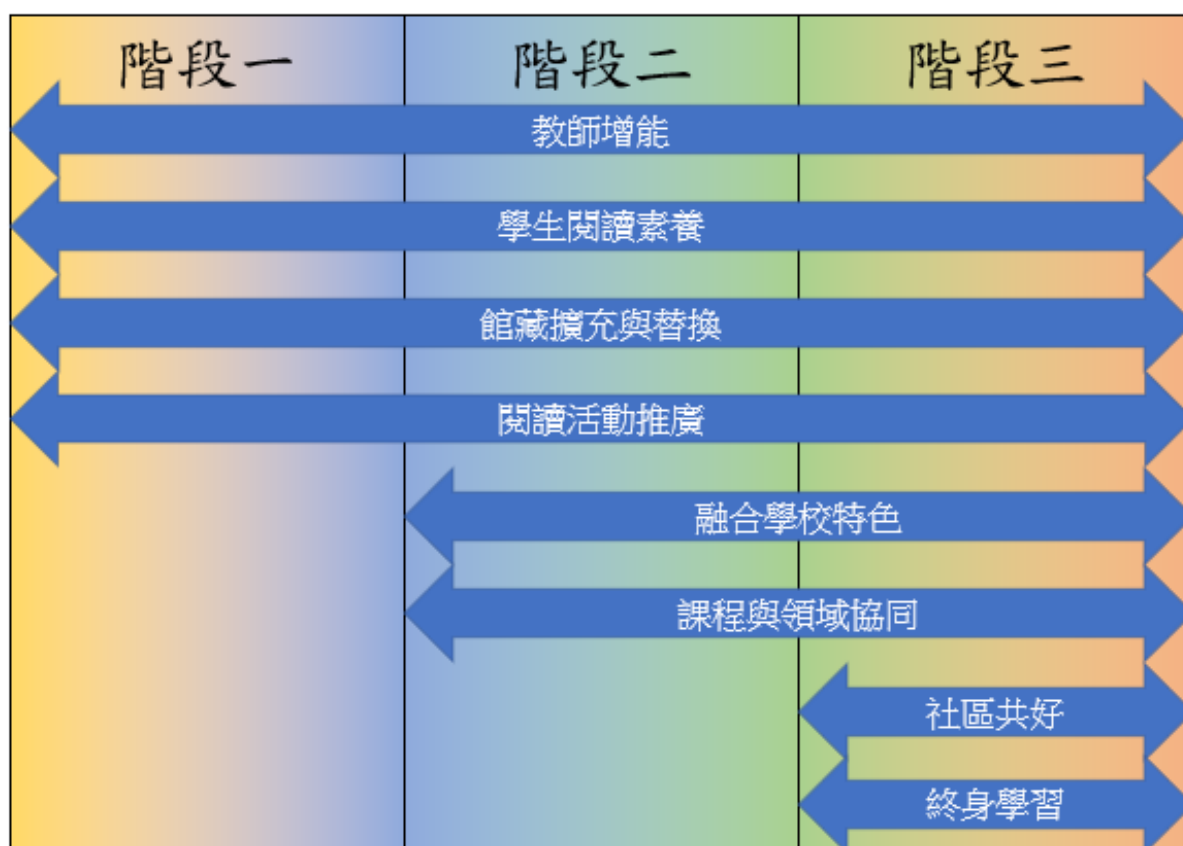 階段一
階段二
階段三
教師增能
學生閱讀素養
館藏擴充與替換
閱讀活動推廣
融合學校特色
課程與領域協同
社區共好
終身學習